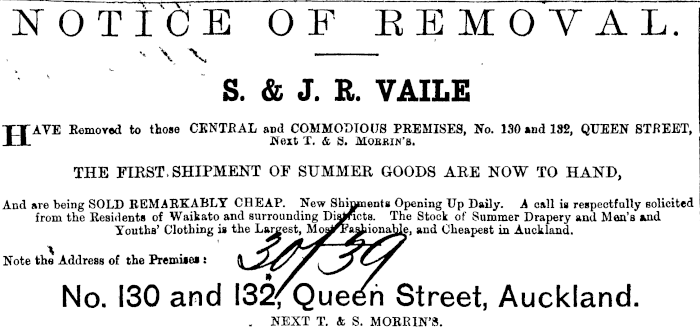 NOTICE OF REMOVAL.
S. & J. R. VAILE
HAVE Removed to those CENTRAL and COMMODIOUS PREMISES, No. 130 and 132, QUEEN STREET,
Next T. & S. MORRIN'S.
THE FIRST SHIPMENT OF SUMMER GOODS ARE NOW TO HAND,
And are being SOLD REMARKABLY CHEAP. New Shipments Opening Up Daily. A call is respectfully solicited
from the Residents of Waikato and surrounding Districts. The Stock of Summer Drapery and Men's and
Youths' Clothing is the Largest, Most Fashionable, and Cheapest in Auckland.
Note the Address of the Premises:
30/39
No. 130 and 132, Queen Street, Auckland.
NEXT T. & S. MORRIN'S.